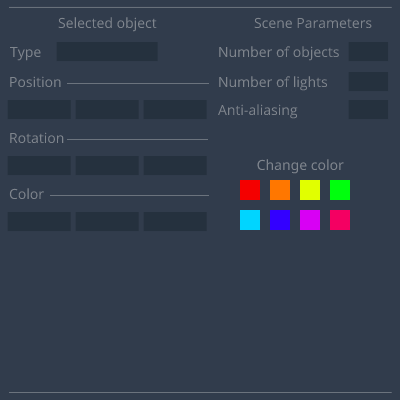 Selected object
Type
Position
Rotation
Color
Scene Parameters
Number of objects
Number of lights
Anti-aliasing
Change color